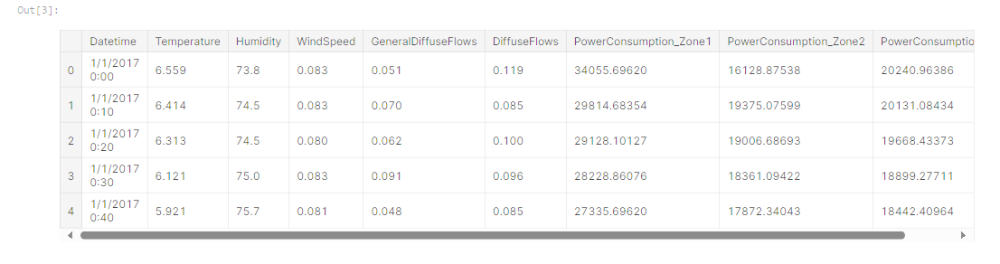 Out[3]:
Datetime Temperature Humidity WindSpeed GeneralDiffuseFlows DiffuseFlows PowerConsumption_Zone1 PowerConsumption_Zone2 PowerConsumptio
0 1/1/2017 0:00 6.559 73.8 0.083 0.051 0.119 34055.69620 16128.87538 20240.96386
1 1/1/2017 0:10 6.414 74.5 0.083 0.070 0.085 29814.68354 19375.07599 20131.08434
2 1/1/2017 0:20 6.313 74.5 0.080 0.062 0.100 29128.10127 19006.68693 19668.43373
3 1/1/2017 0:30 6.121 75.0 0.083 0.091 0.096 28228.86076 18361.09422 18899.27711
4 1/1/2017 0:40 5.921 75.7 0.081 0.048 0.085 27335.69620 17872.34043 18442.40964